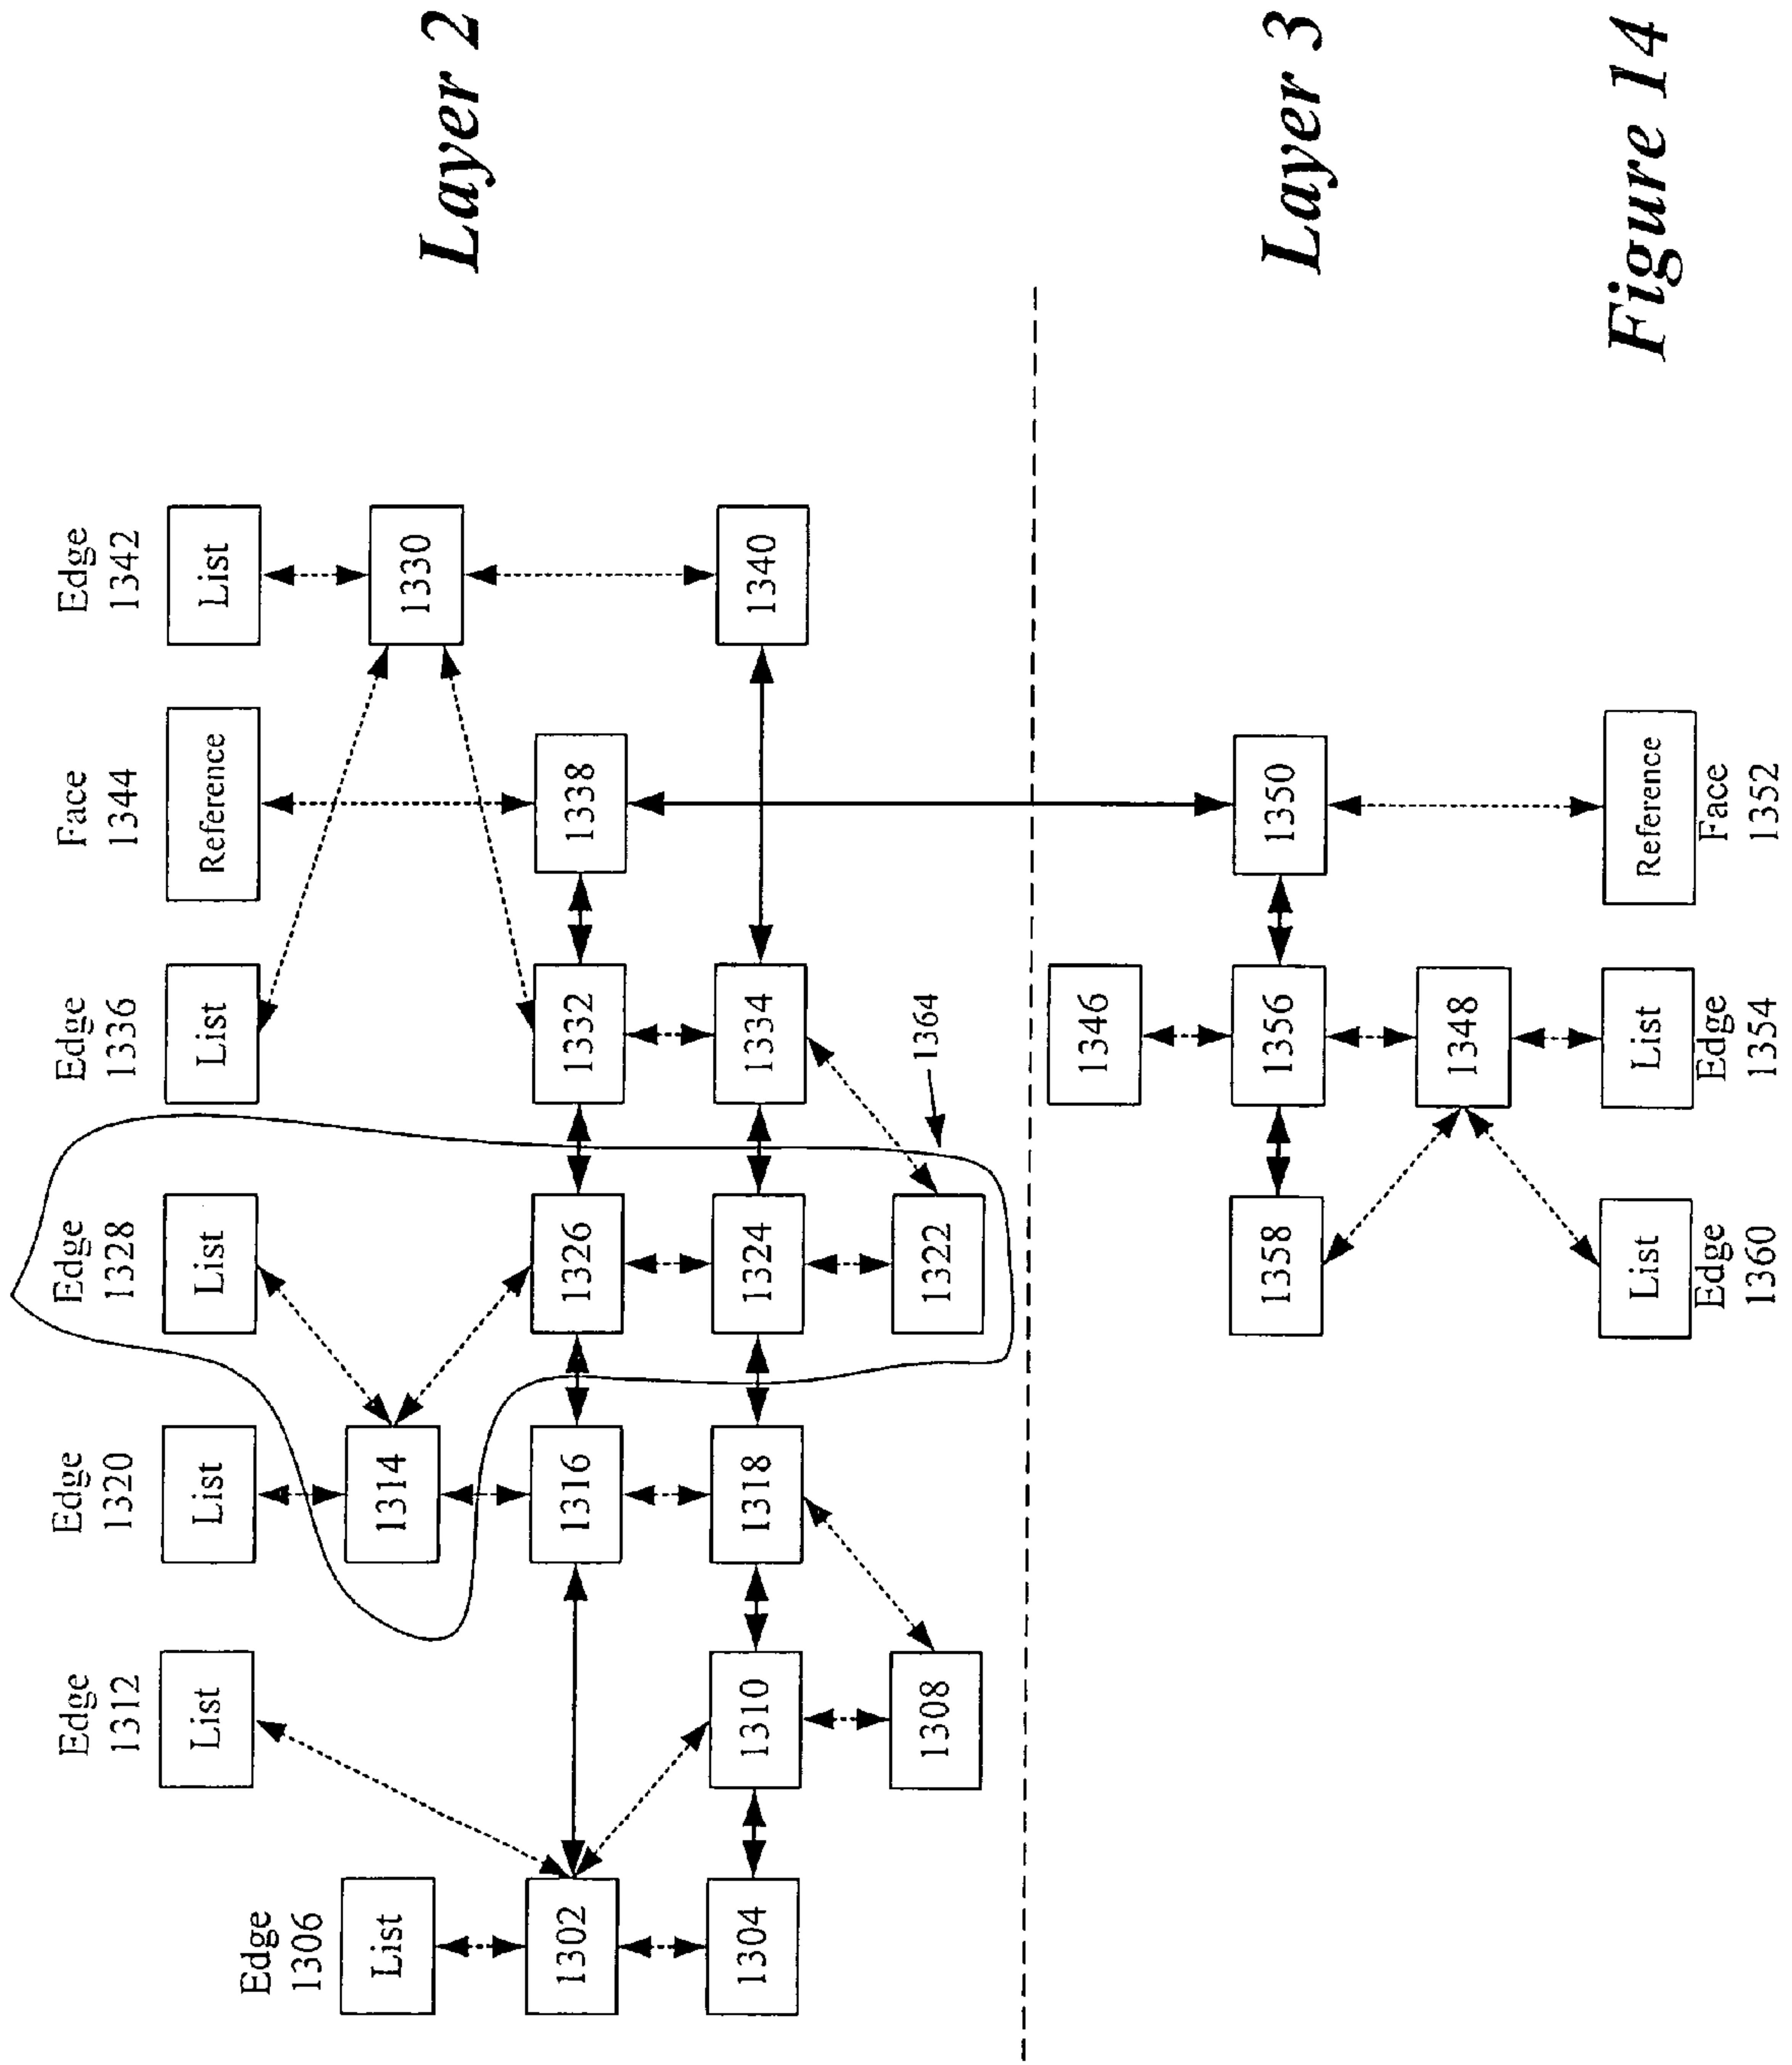 Edge
1312
Edge
1320
Edge
1328
Edge
1336
Face
1344
Edge
1342
List
List
List
List
Reference
List
Edge
1306
List
1314
1330
Layer 2
1302
1316
1326
1332
1338
1304
1310
1318
1324
1334
1340
1308
1322
1364
1346
1358
1356
1350
Layer 3
1348
List
List
Reference
Edge
1360
Edge
1354
Face
1352
Figure 14